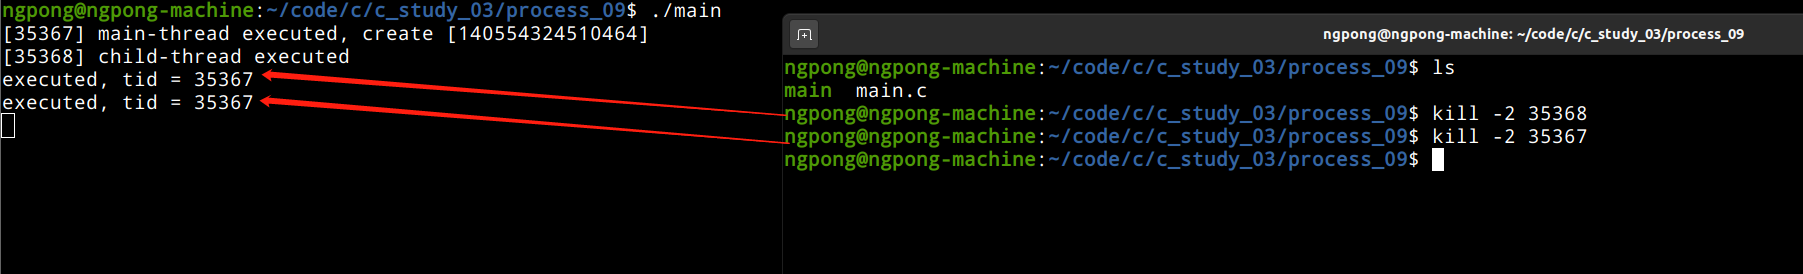 ngpong@ngpong-machine:~/code/c/c_study_03/process_09$ ./main
[35367] main-thread executed, create [140554324510464]
[35368] child-thread executed
executed, tid = 35367
executed, tid = 35367
ngpong@ngpong-machine: ~/code/c/c_study_03/process_09
ngpong@ngpong-machine:~/code/c/c_study_03/process_09$ ls
main  main.c
ngpong@ngpong-machine:~/code/c/c_study_03/process_09$ kill -2 35368
ngpong@ngpong-machine:~/code/c/c_study_03/process_09$ kill -2 35367
ngpong@ngpong-machine:~/code/c/c_study_03/process_09$